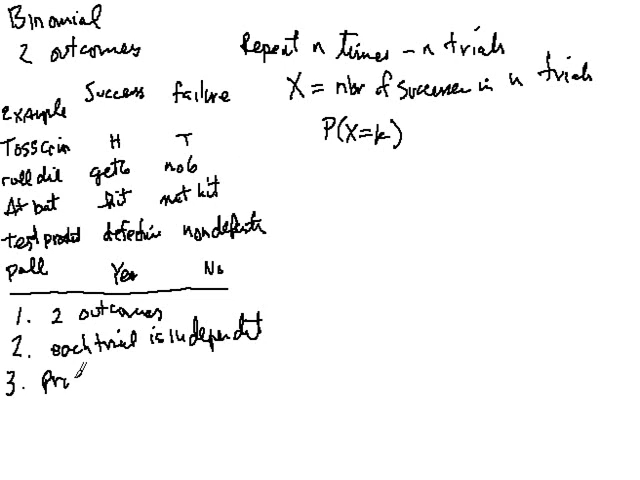 Binomial
2 outcomes
Repeat n times - n trials
X = nbr of successes in n trials
P(X=k)
Example Success failure
Toss coin H T
roll die get 6 no 6
At bat hit not hit
test product defective nondefective
poll Yes No
1. 2 outcomes
2. each trial is independent
3. Pro